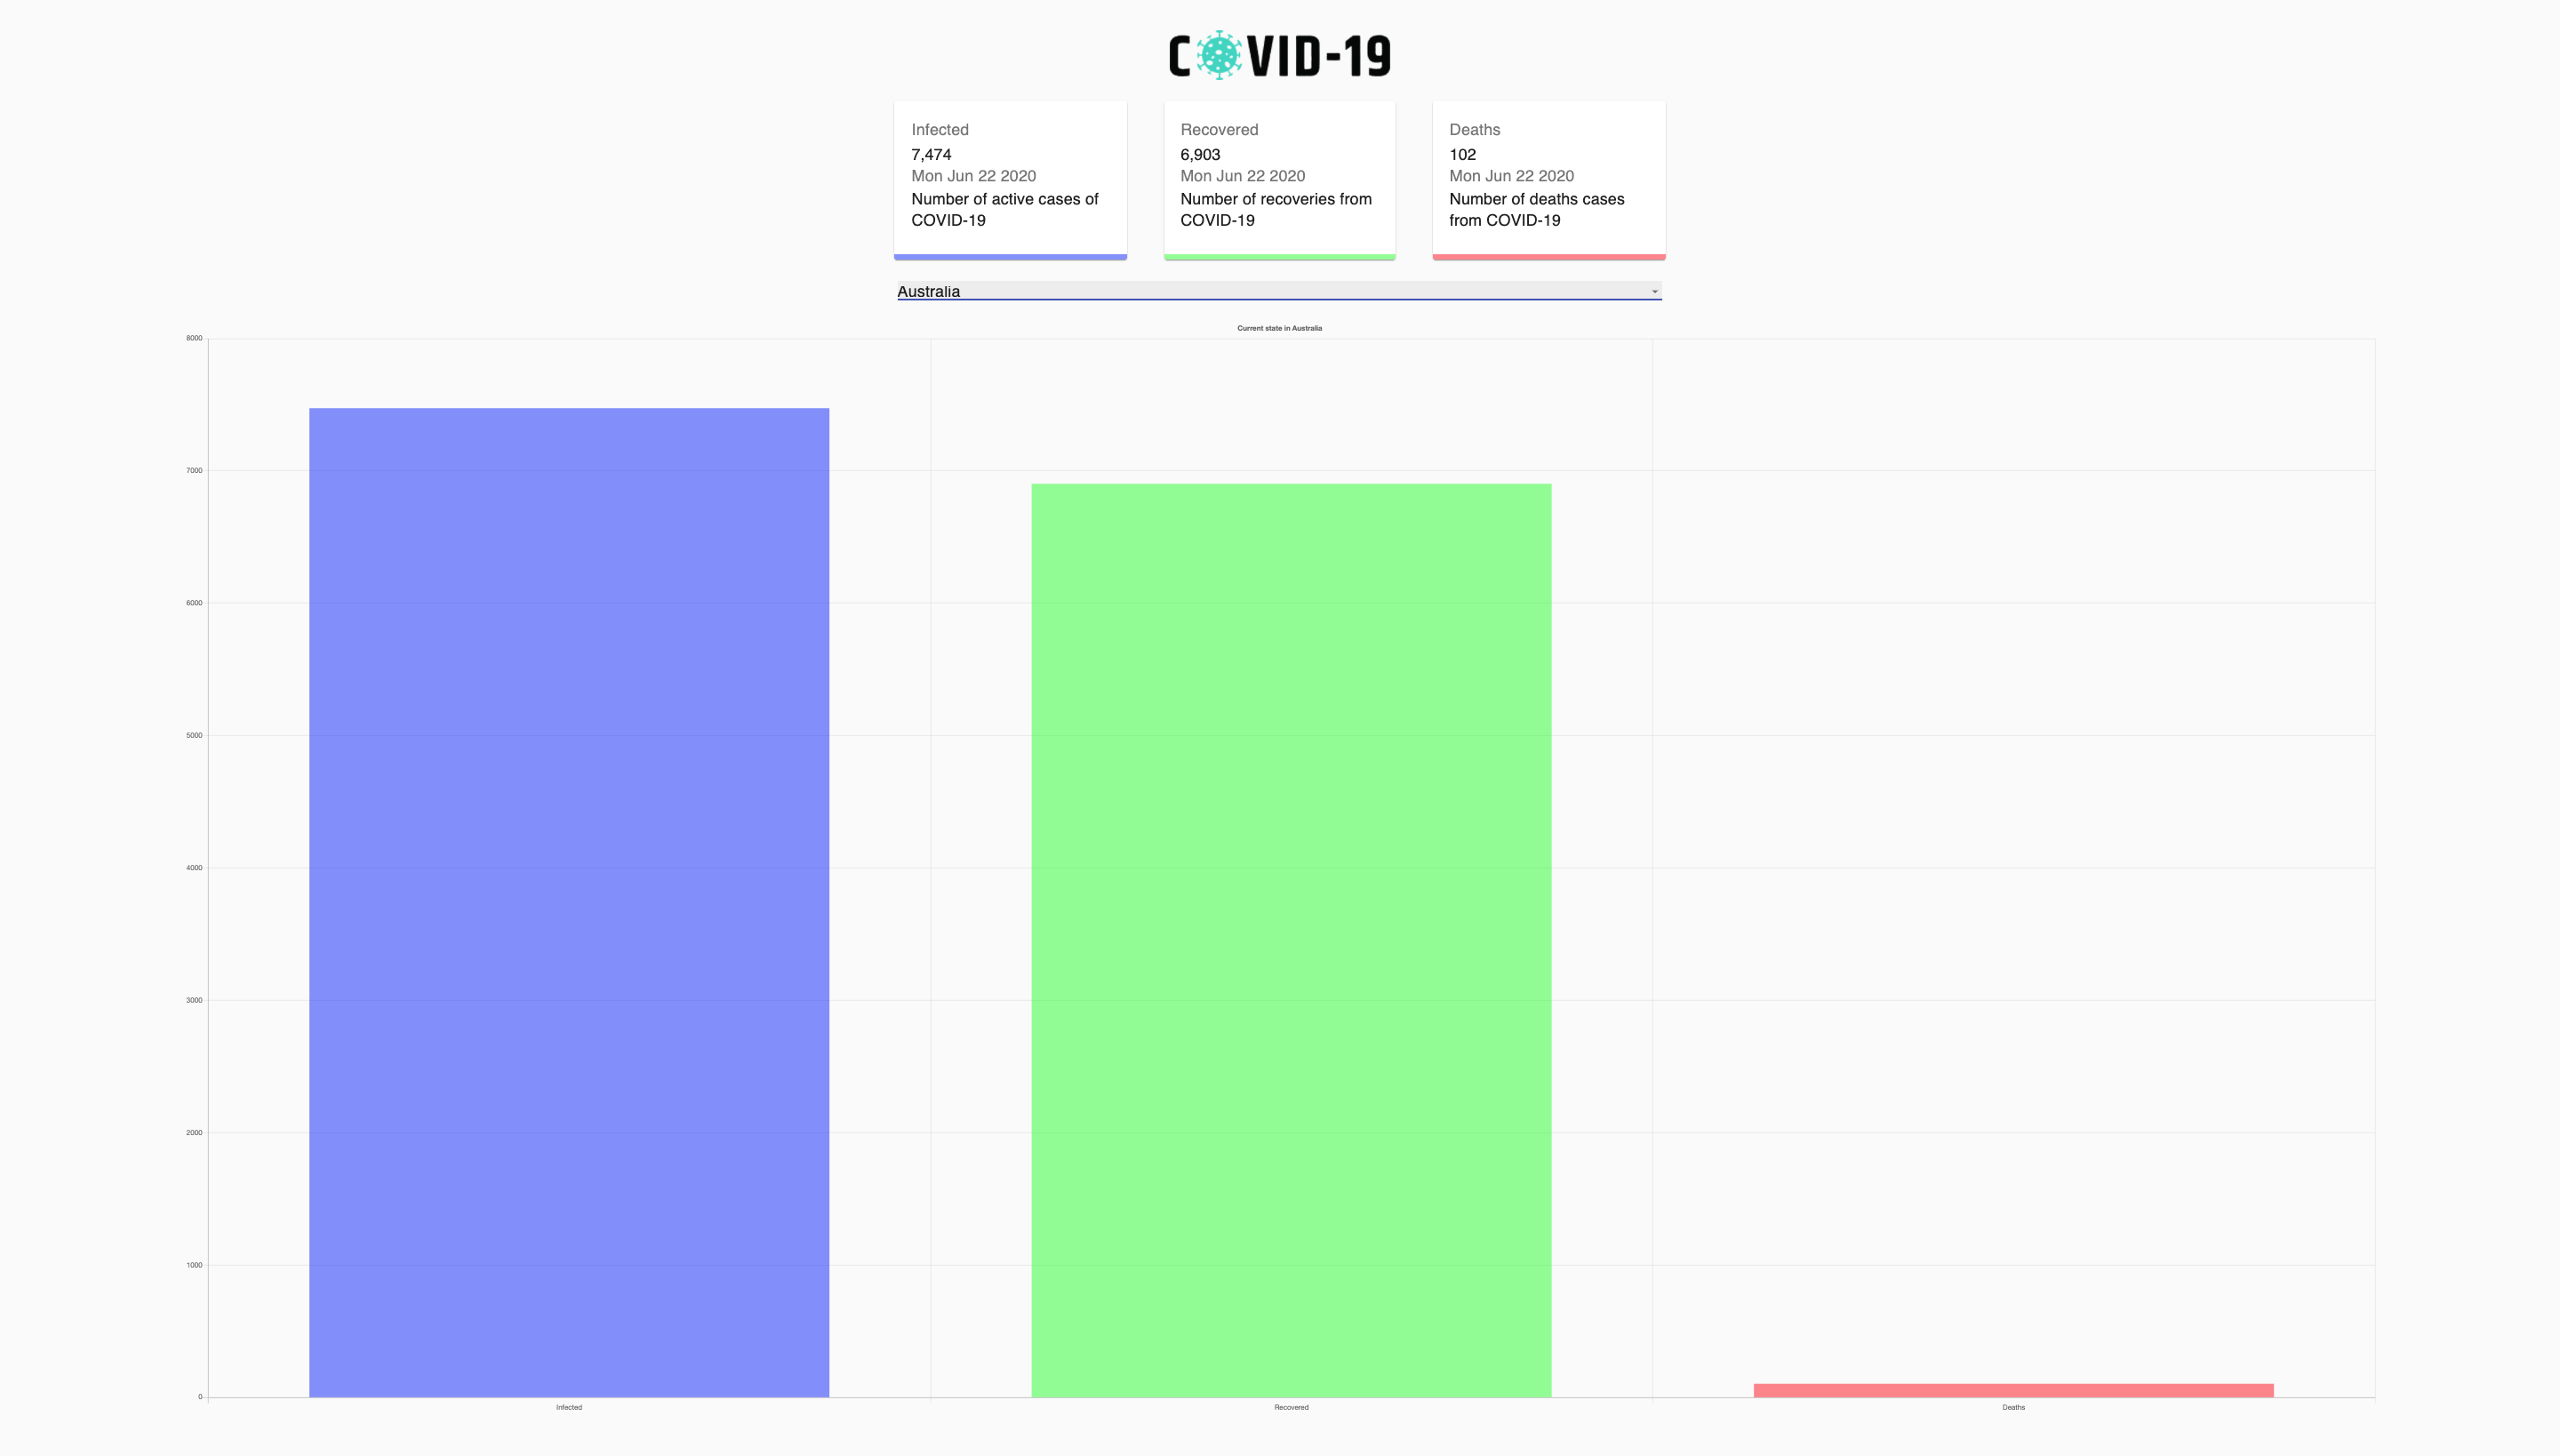 COVID-19
Infected
7,474
Mon Jun 22 2020
Number of active cases of
COVID-19
Recovered
6,903
Mon Jun 22 2020
Number of recoveries from
COVID-19
Deaths
102
Mon Jun 22 2020
Number of deaths cases
from COVID-19
Australia
Current state in Australia
8000
7000
6000
5000
4000
3000
2000
1000
0
Infected
Recovered
Deaths